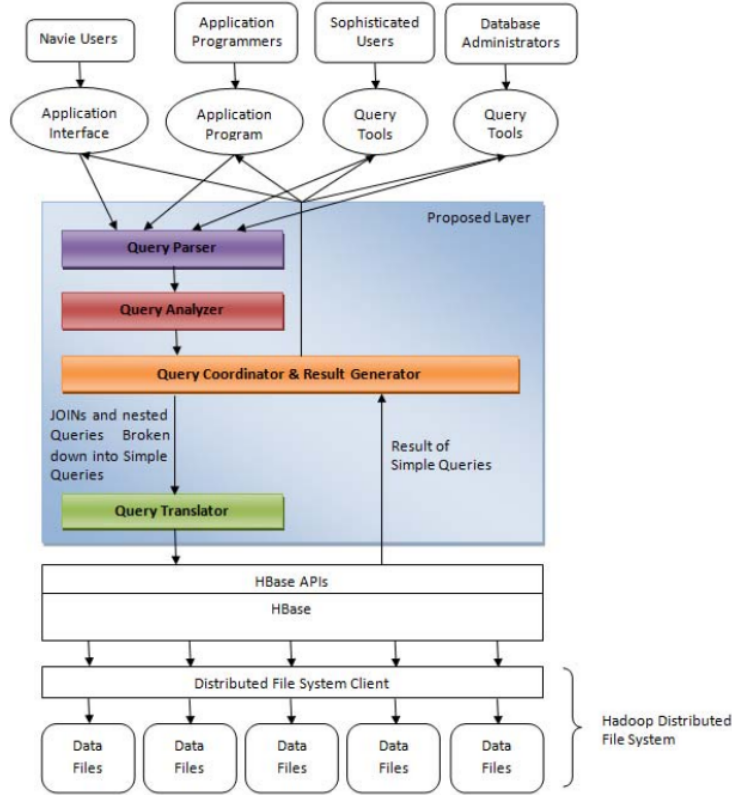 Navie Users
Application
Programmers
Sophisticated
Users
Database
Administrators
Application
Interface
Application
Program
Query
Tools
Query
Tools
Proposed Layer
Query Parser
Query Analyzer
Query Coordinator & Result Generator
JOINs and nested
Queries Broken
down into Simple
Queries
Result of
Simple Queries
Query Translator
HBase APIs
HBase
Distributed File System Client
Data
Files
Data
Files
Data
Files
Data
Files
Data
Files
Hadoop Distributed
File System